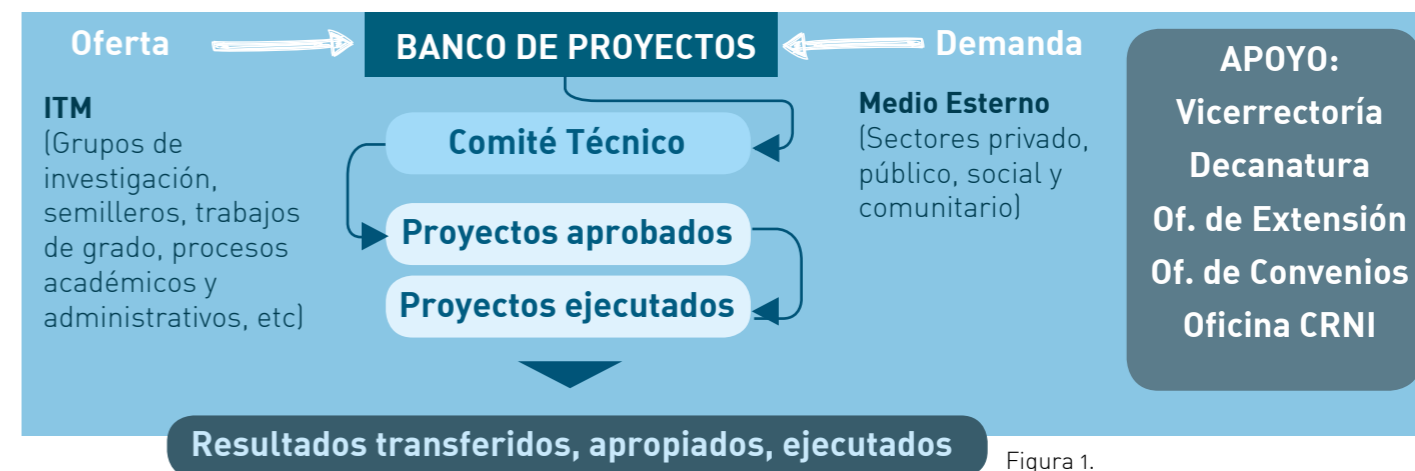 Oferta
BANCO DE PROYECTOS
Demanda
ITM
(Grupos de
investigación,
semilleros, trabajos
de grado, procesos
académicos y
administrativos, etc)
Comité Técnico
Proyectos aprobados
Proyectos ejecutados
Medio Esterno
(Sectores privado,
público, social y
comunitario)
APOYO:
Vicerrectoría
Decanatura
Of. de Extensión
Of. de Convenios
Oficina CRNI
Resultados transferidos, apropiados, ejecutados
Figura 1.